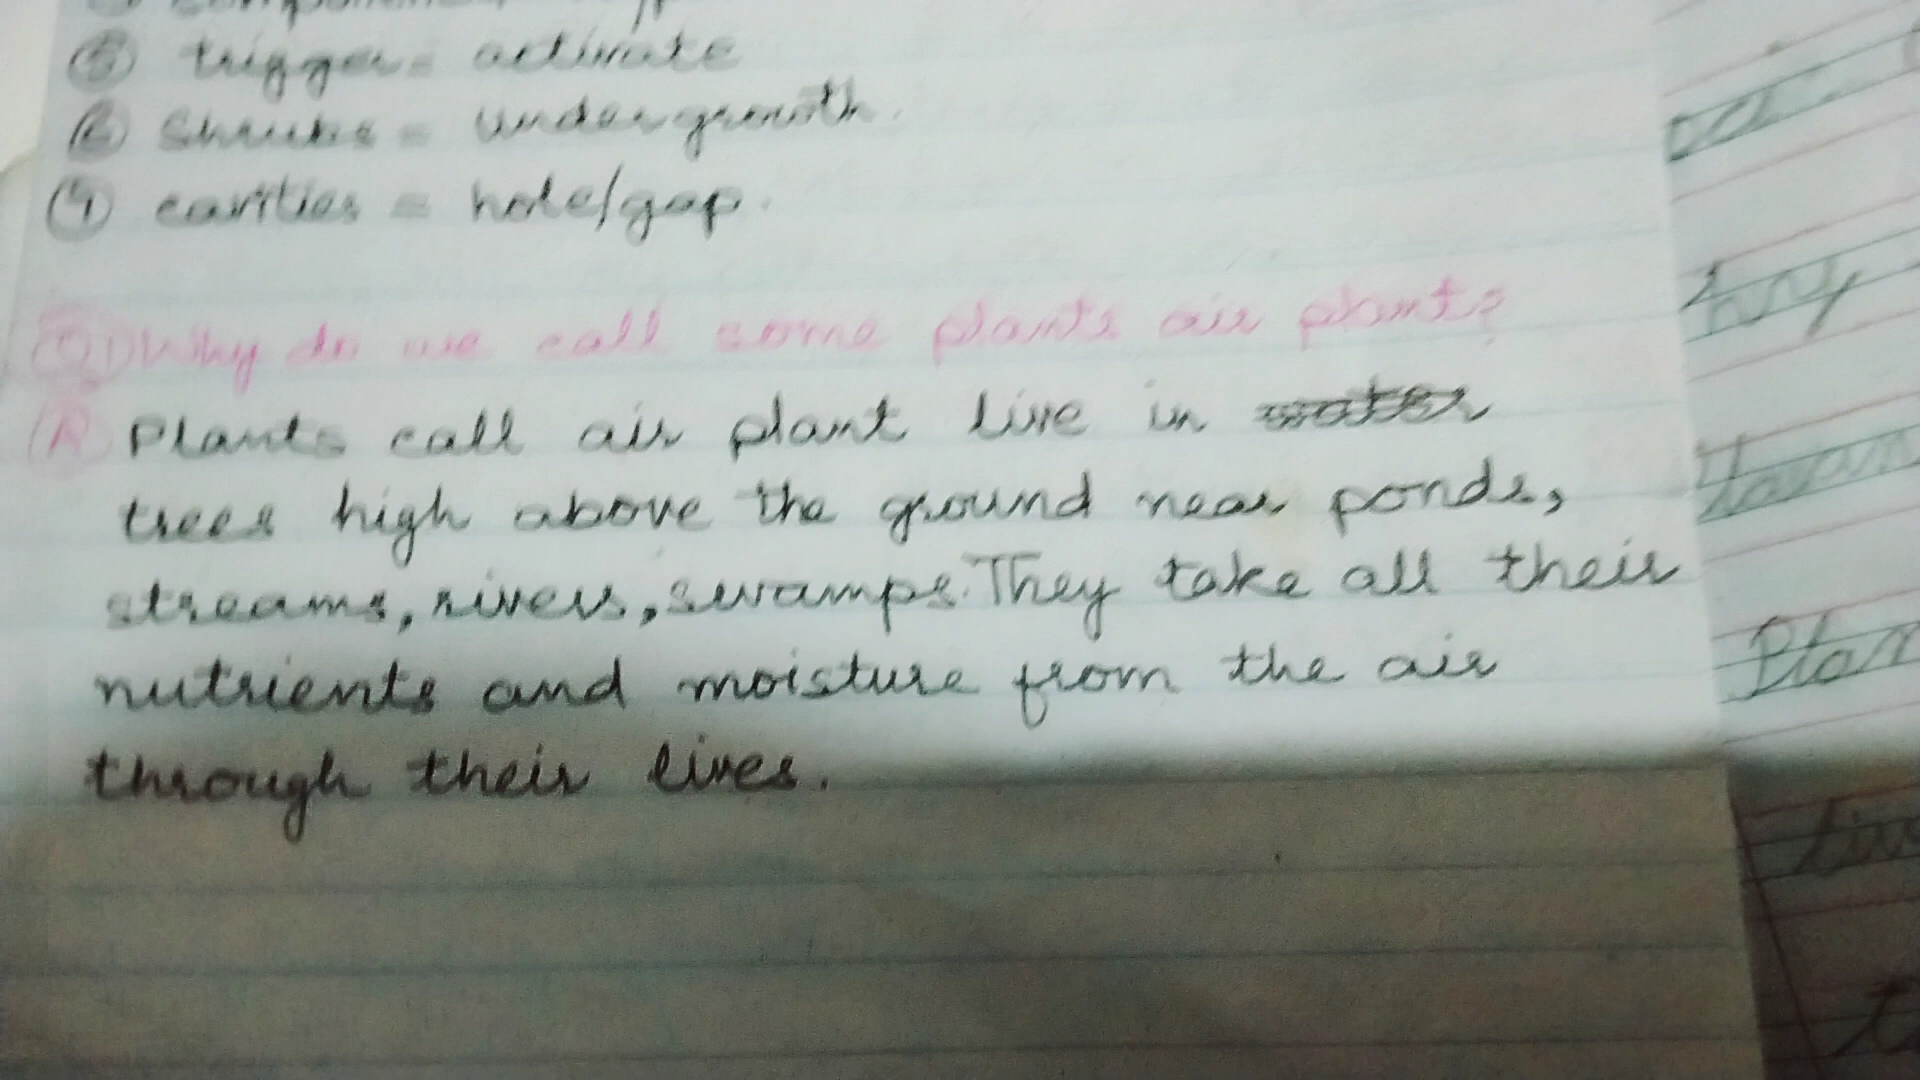 ⑤ trigger = activate
⑥ Shrubs = undergrowth.
⑦ cavities = hole/gap.
Q) Why do we call some plants air plant?
A) Plants call air plant live in water
trees high above the ground near ponds,
streams, rivers, swamps. They take all their
nutrients and moisture from the air
through their lives.